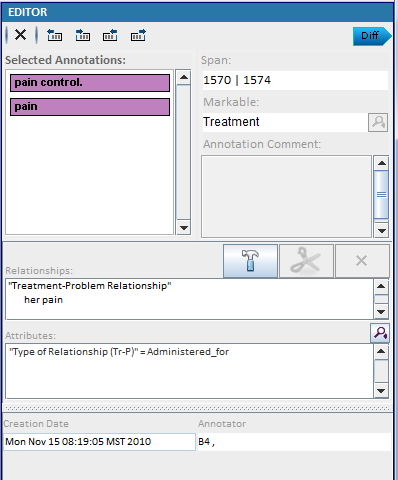 EDITOR
Diff
Selected Annotations:
pain control.
pain
Span:
1570 | 1574
Markable:
Treatment
Annotation Comment:
Relationships:
"Treatment-Problem Relationship"
her pain
Attributes:
"Type of Relationship (Tr-P)" = Administered_for
Creation Date
Annotator
Mon Nov 15 08:19:05 MST 2010
B4 ,